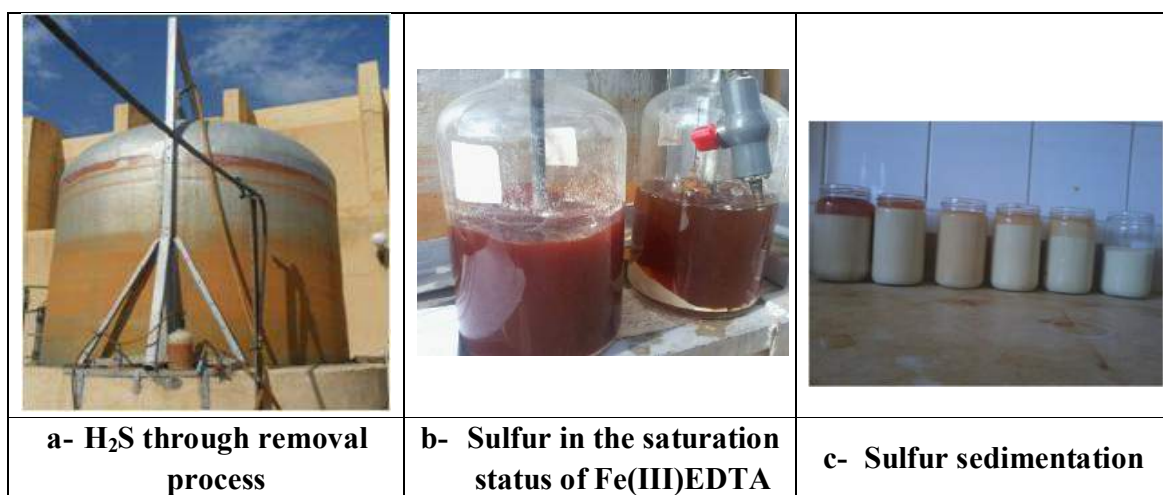 a- H₂S through removal
process
b- Sulfur in the saturation
status of Fe(III)EDTA
c- Sulfur sedimentation